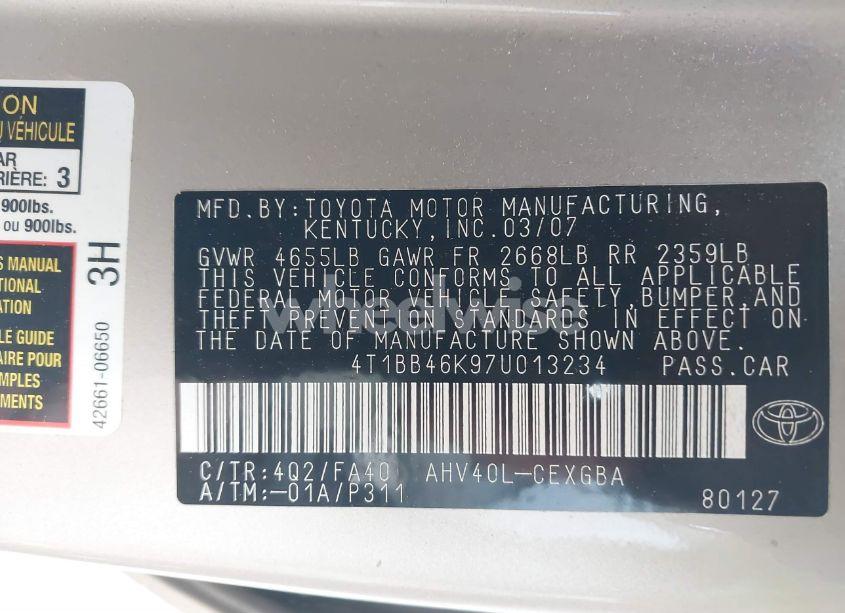 ON
U VÉHICULE
AR
RIÈRE: 3
900lbs.
ou 900lbs.
S MANUAL
TIONAL
ATION
LE GUIDE
AIRE POUR
MPLES
MENTS
3H
42661-06650
MFD.BY:TOYOTA MOTOR MANUFACTURING,
KENTUCKY,INC.03/07
GVWR 4655LB GAWR FR 2668LB RR 2359LB
THIS VEHICLE CONFORMS TO ALL APPLICABLE
FEDERAL MOTOR VEHICLE SAFETY,BUMPER,AND
THEFT PREVENTION STANDARDS IN EFFECT ON
THE DATE OF MANUFACTURE SHOWN ABOVE.
4T1BB46K97U013234 PASS.CAR
C/TR:4Q2/FA40 AHV40L-CEXGBA
A/TM:-01A/P311
80127
wheelwise